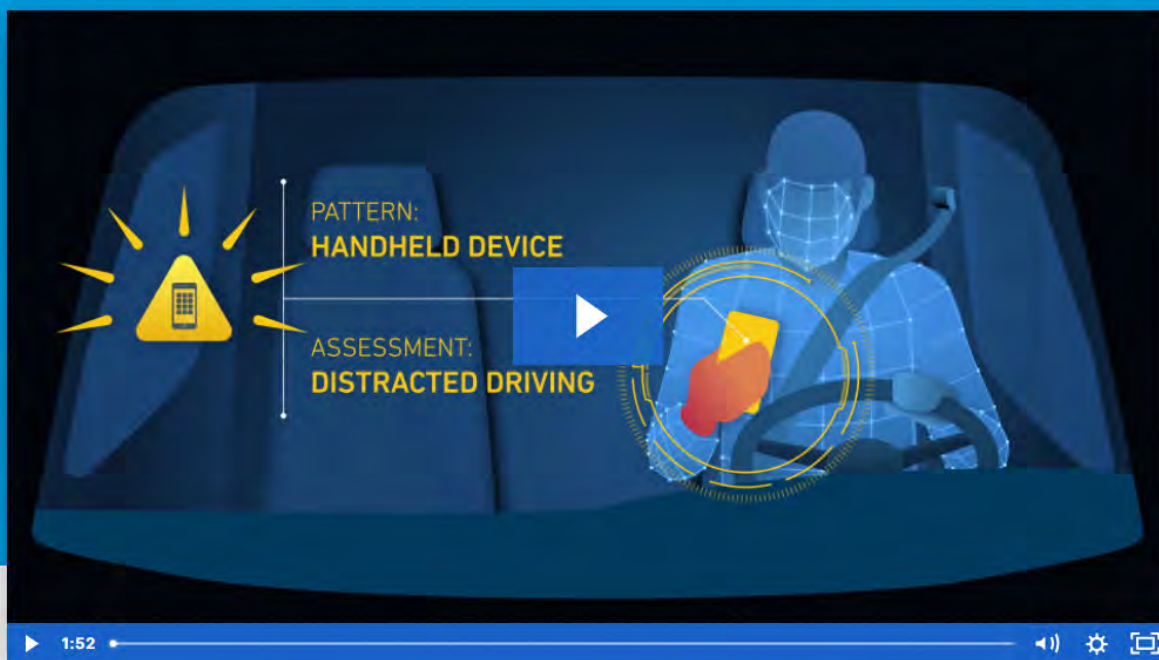 PATTERN:
HANDHELD DEVICE
ASSESSMENT:
DISTRACTED DRIVING
1:52